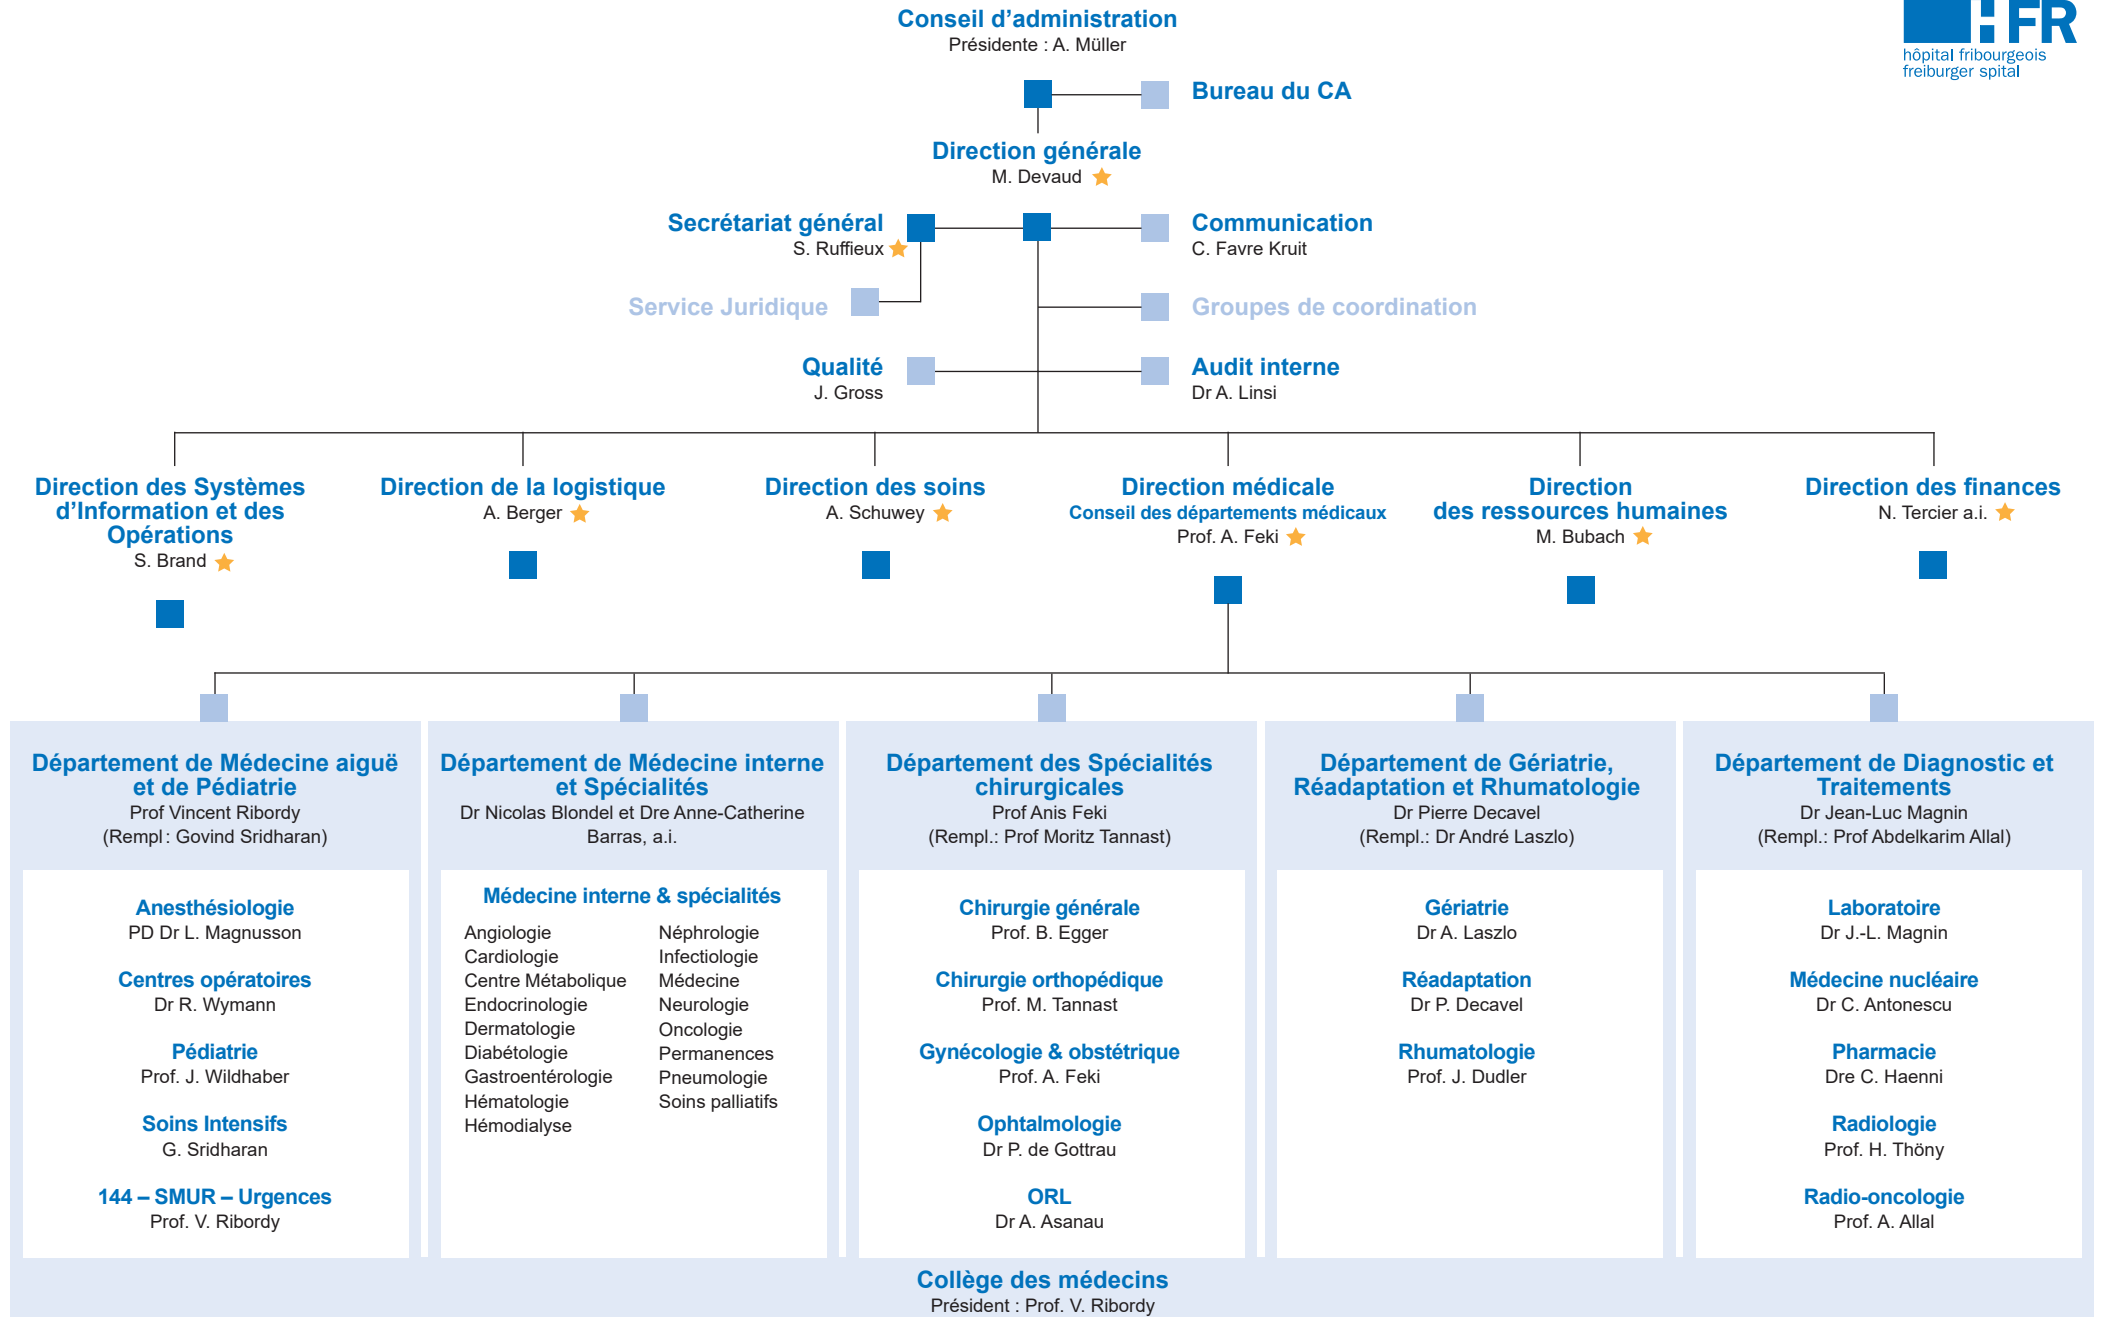 Conseil d'administration
Présidente : A. Müller
H FR
hôpital fribourgeois
freiburger spital
Bureau du CA
Direction générale
M. Devaud
Secrétariat général
S. Ruffieux
Communication
C. Favre Kruit
Service Juridique
Groupes de coordination
Qualité
J. Gross
Audit interne
Dr A. Linsi
Direction des Systèmes
d'Information et des
Opérations
S. Brand
Direction de la logistique
A. Berger
Direction des soins
A. Schuwey
Direction médicale
Conseil des départements médicaux
Prof. A. Feki
Direction
des ressources humaines
M. Bubach
Direction des finances
N. Tercier a.i.
Département de Médecine aiguë
et de Pédiatrie
Prof Vincent Ribordy
(Rempl : Govind Sridharan)
Anesthésiologie
PD Dr L. Magnusson
Centres opératoires
Dr R. Wymann
Pédiatrie
Prof. J. Wildhaber
Soins Intensifs
G. Sridharan
144 – SMUR – Urgences
Prof. V. Ribordy
Département de Médecine interne
et Spécialités
Dr Nicolas Blondel et Dre Anne-Catherine
Barras, a.i.
Médecine interne & spécialités
Angiologie
Cardiologie
Centre Métabolique
Endocrinologie
Dermatologie
Diabétologie
Gastroentérologie
Hématologie
Hémodialyse
Néphrologie
Infectiologie
Médecine
Neurologie
Oncologie
Permanences
Pneumologie
Soins palliatifs
Département des Spécialités
chirurgicales
Prof Anis Feki
(Rempl.: Prof Moritz Tannast)
Chirurgie générale
Prof. B. Egger
Chirurgie orthopédique
Prof. M. Tannast
Gynécologie & obstétrique
Prof. A. Feki
Ophtalmologie
Dr P. de Gottrau
ORL
Dr A. Asanau
Département de Gériatrie,
Réadaptation et Rhumatologie
Dr Pierre Decavel
(Rempl.: Dr André Laszlo)
Gériatrie
Dr A. Laszlo
Réadaptation
Dr P. Decavel
Rhumatologie
Prof. J. Dudler
Département de Diagnostic et
Traitements
Dr Jean-Luc Magnin
(Rempl.: Prof Abdelkarim Allal)
Laboratoire
Dr J.-L. Magnin
Médecine nucléaire
Dr C. Antonescu
Pharmacie
Dre C. Haenni
Radiologie
Prof. H. Thöny
Radio-oncologie
Prof. A. Allal
Collège des médecins
Président : Prof. V. Ribordy